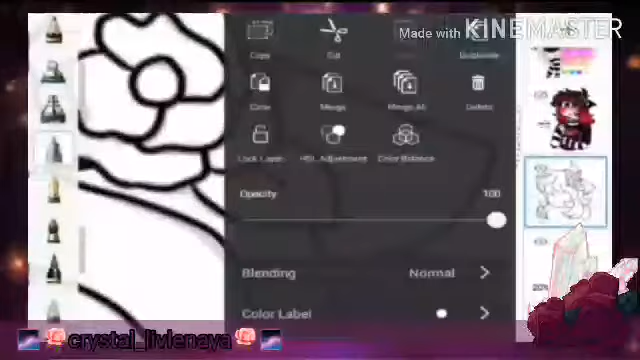 Made with KINEMASTER
Copy Cut Duplicate
Clear Merge Merge All Delete
Lock Layer HSL Adjustment Color Balance
Opacity 100
Blending Normal
Color Label
20%
crystal_livienaya